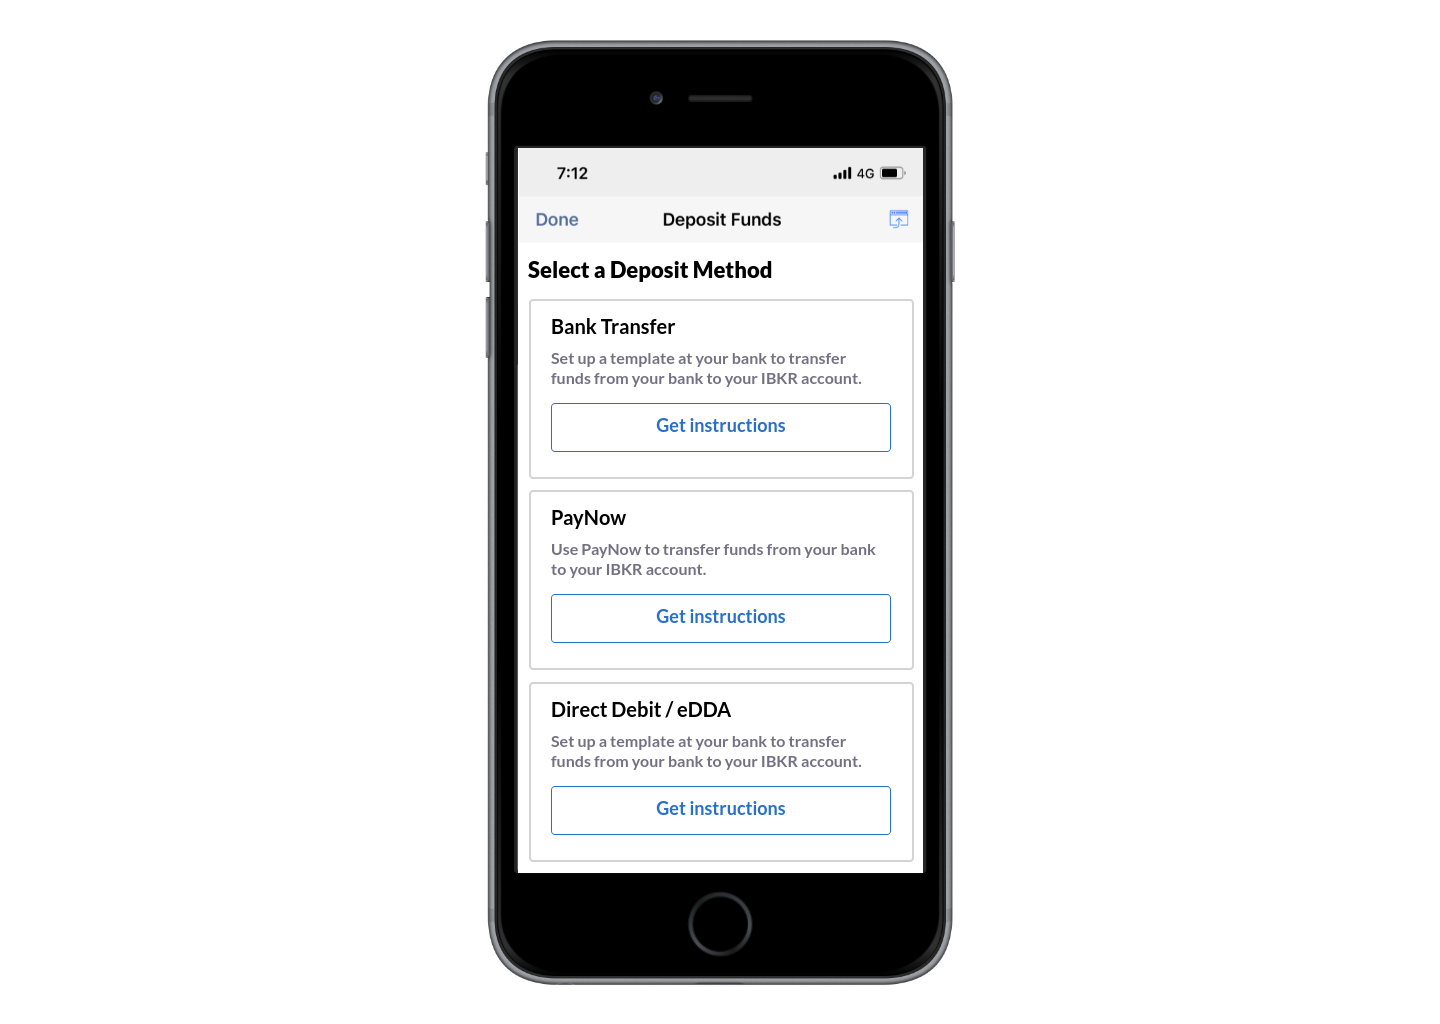 7:12 4G
Done Deposit Funds
Select a Deposit Method
Bank Transfer
Set up a template at your bank to transfer
funds from your bank to your IBKR account.
Get instructions
PayNow
Use PayNow to transfer funds from your bank
to your IBKR account.
Get instructions
Direct Debit / eDDA
Set up a template at your bank to transfer
funds from your bank to your IBKR account.
Get instructions